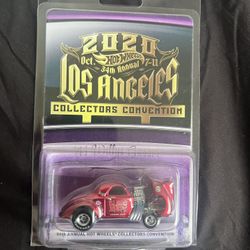 2020
Oct. HOT WHEELS 7-11
34th Annual
LOS ANGELES
COLLECTORS CONVENTION
34th ANNUAL HOT WHEELS® COLLECTORS CONVENTION